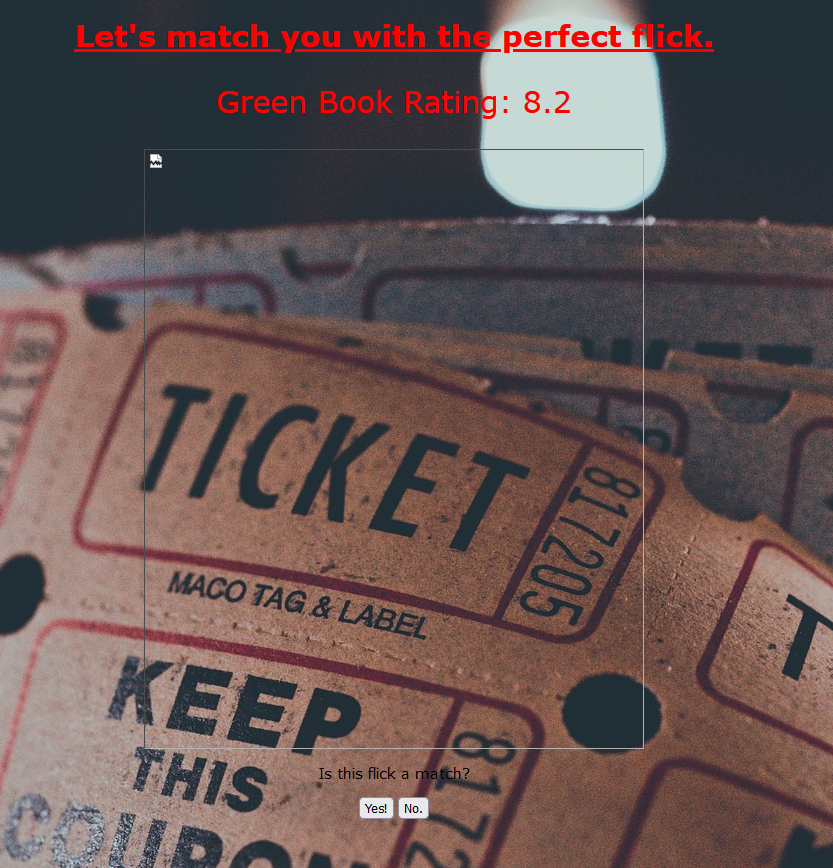 Let's match you with the perfect flick.
Green Book Rating: 8.2
TICKET
817205
MACO TAG & LABEL
KEEP
THIS
COUPON
8172
Is this flick a match?
Yes! No.